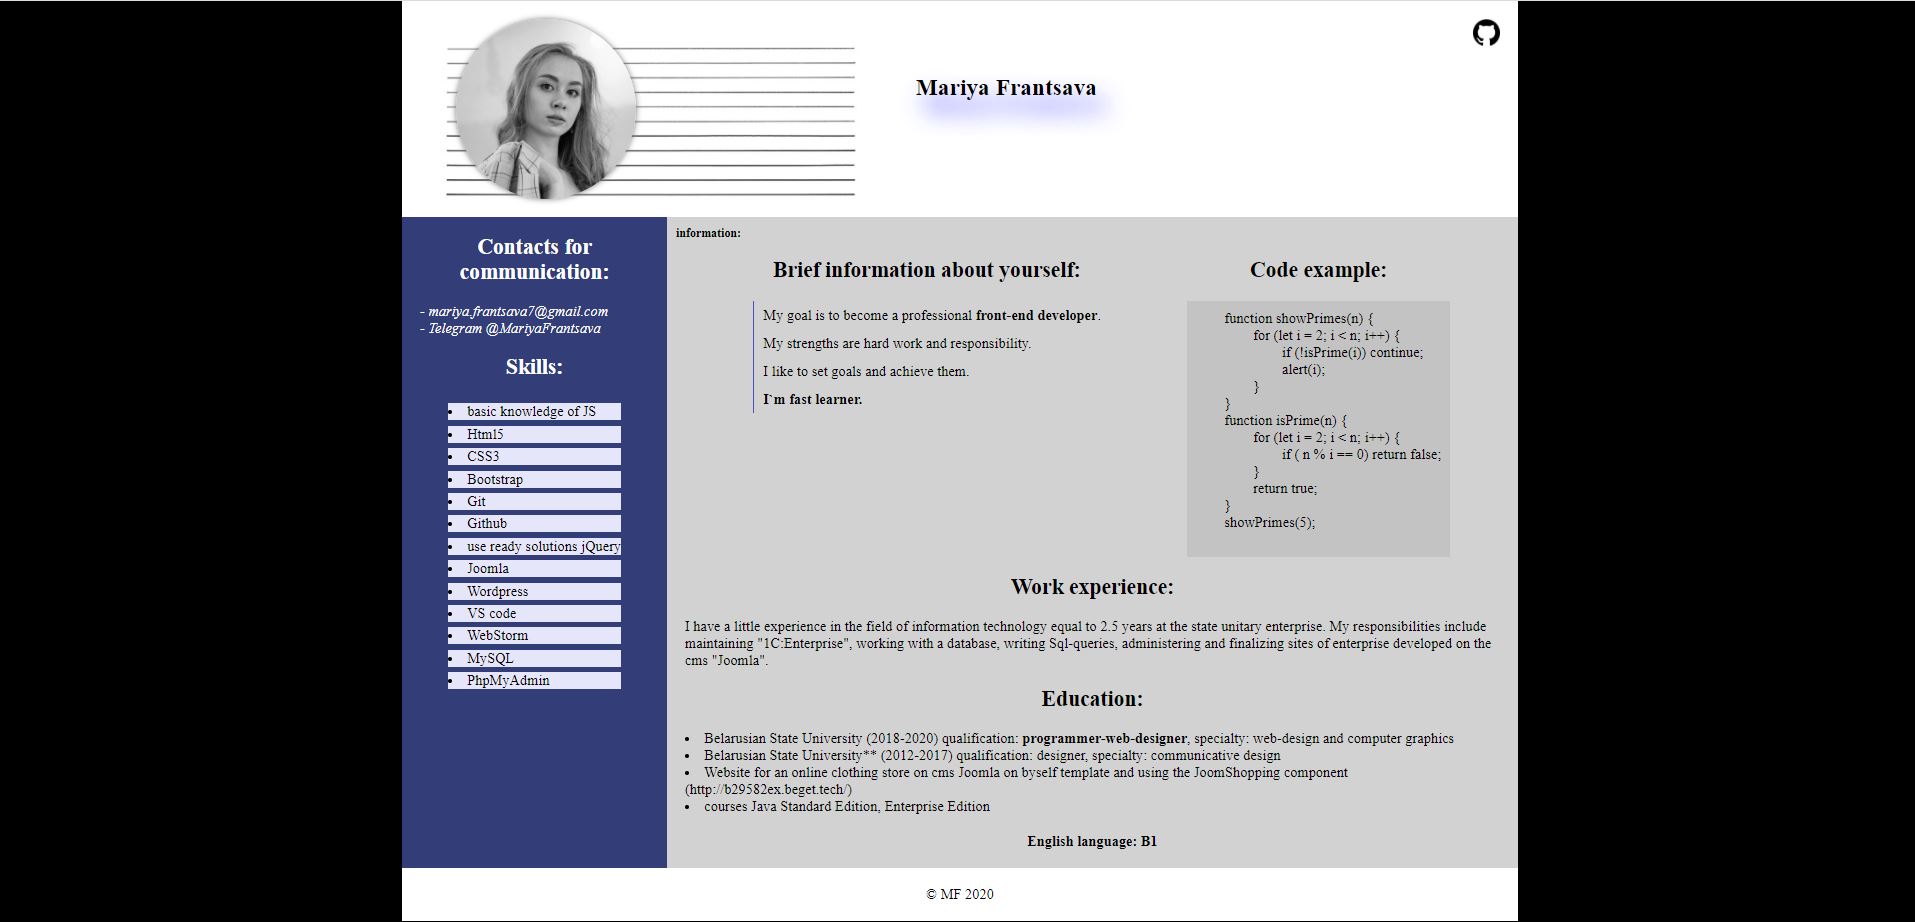 Mariya Frantsava
Contacts for
communication:
- mariya.frantsava7@gmail.com
- Telegram @MariyaFrantsava
Skills:
basic knowledge of JS
Html5
CSS3
Bootstrap
Git
Github
use ready solutions jQuery
Joomla
Wordpress
VS code
WebStorm
MySQL
PhpMyAdmin
information:
Brief information about yourself:
My goal is to become a professional front-end developer.
My strengths are hard work and responsibility.
I like to set goals and achieve them.
I`m fast learner.
Code example:
function showPrimes(n) {
for (let i = 2; i < n; i++) {
if (!isPrime(i)) continue;
alert(i);
}
}
function isPrime(n) {
for (let i = 2; i < n; i++) {
if ( n % i == 0) return false;
}
return true;
}
showPrimes(5);
Work experience:
I have a little experience in the field of information technology equal to 2.5 years at the state unitary enterprise. My responsibilities include
maintaining "1C:Enterprise", working with a database, writing Sql-queries, administering and finalizing sites of enterprise developed on the
cms "Joomla".
Education:
Belarusian State University (2018-2020) qualification: programmer-web-designer, specialty: web-design and computer graphics
Belarusian State University** (2012-2017) qualification: designer, specialty: communicative design
Website for an online clothing store on cms Joomla on byself template and using the JoomShopping component
(http://b29582ex.beget.tech/)
courses Java Standard Edition, Enterprise Edition
English language: B1
© MF 2020